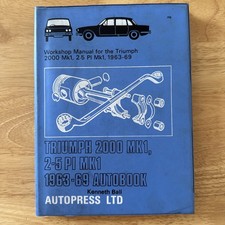 Workshop Manual for the Triumph
2000 Mk1, 2·5 PI Mk1, 1963-69
TRIUMPH 2000 MK1,
2·5 PI MK1
1963-69 AUTOBOOK
Kenneth Ball
AUTOPRESS LTD